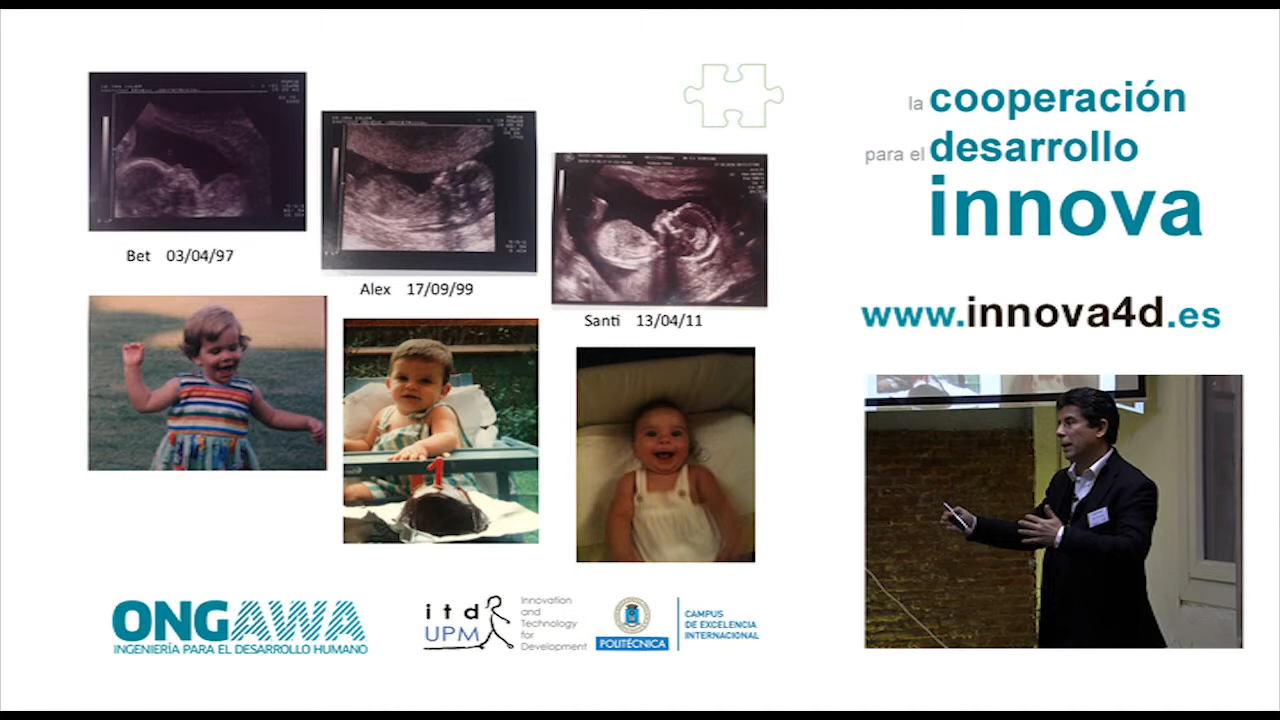 la cooperación
para el desarrollo
innova
www.innova4d.es
Bet 03/04/97
Alex 17/09/99
Santi 13/04/11
ONGAWA
INGENIERÍA PARA EL DESARROLLO HUMANO
itd
UPM
Innovation
and
Technology
for
Development
POLITÉCNICA
CAMPUS
DE EXCELENCIA
INTERNACIONAL